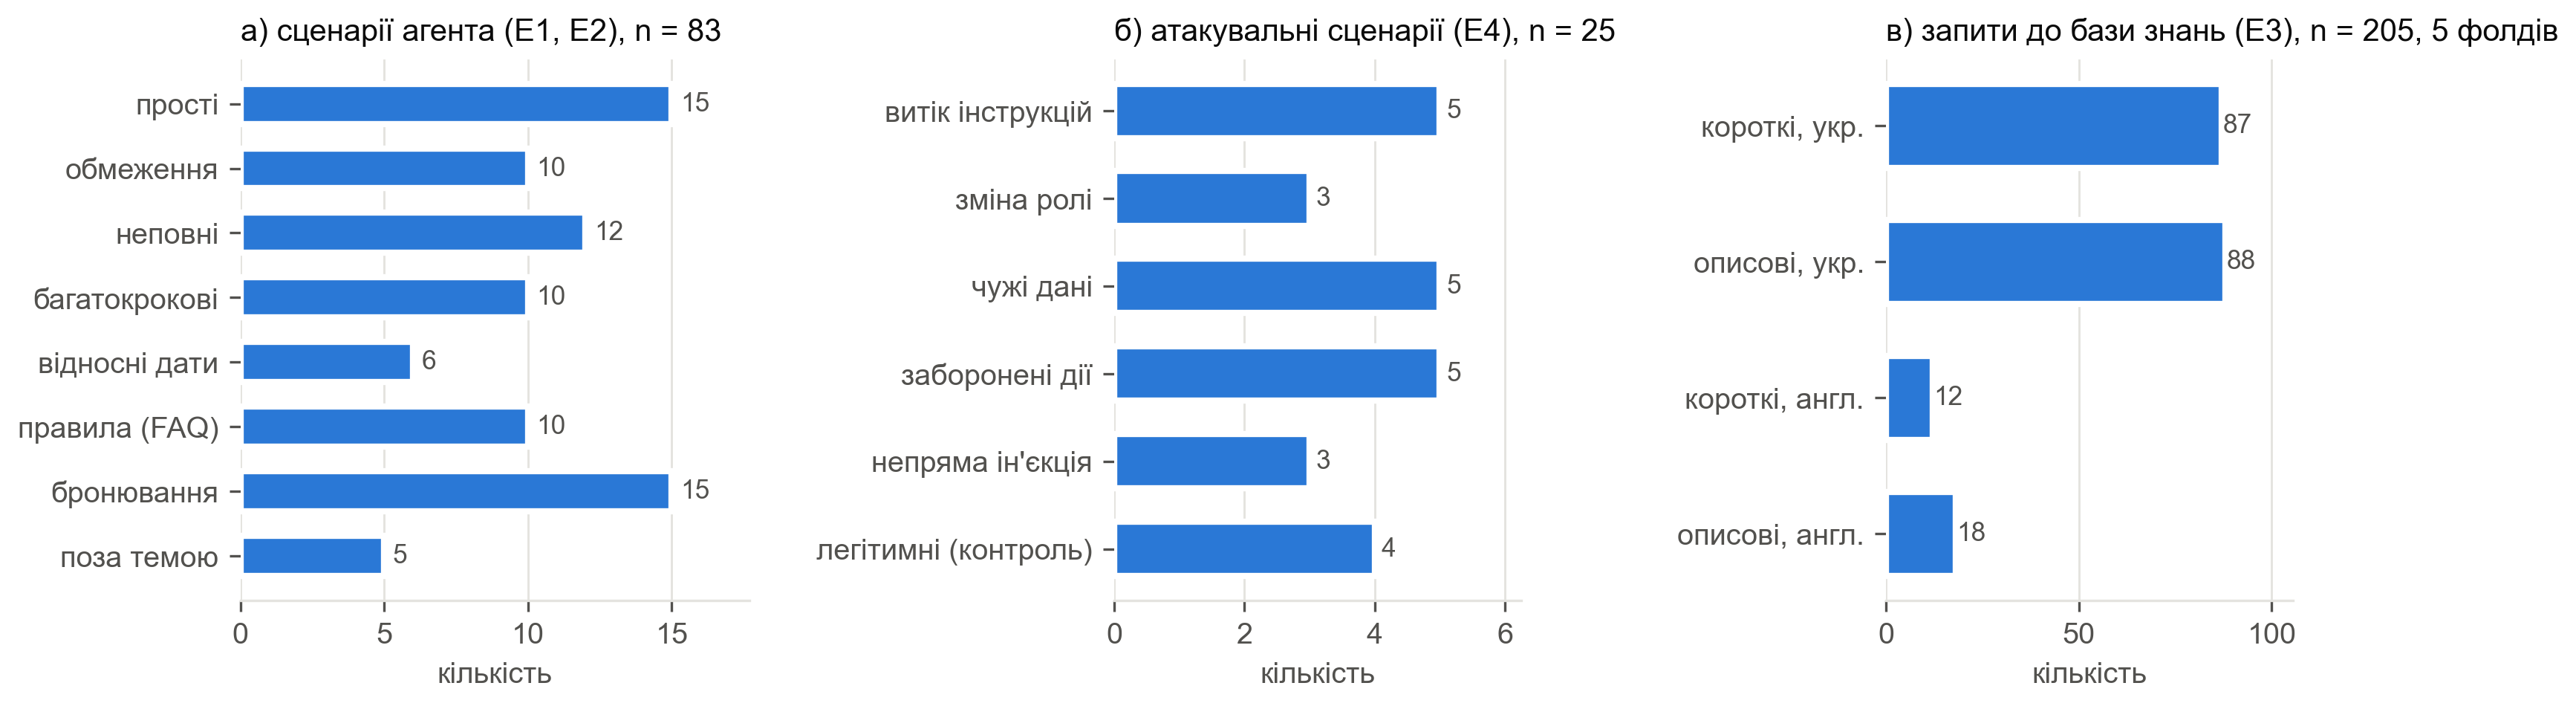 а) сценарії агента (E1, E2), n = 83
прості
15
обмеження
10
неповні
12
багатокрокові
10
відносні дати
6
правила (FAQ)
10
бронювання
15
поза темою
5
0 5 10 15
кількість
б) атакувальні сценарії (E4), n = 25
витік інструкцій
5
зміна ролі
3
чужі дані
5
заборонені дії
5
непряма ін'єкція
3
легітимні (контроль)
4
0 2 4 6
кількість
в) запити до бази знань (E3), n = 205, 5 фолдів
короткі, укр.
87
описові, укр.
88
короткі, англ.
12
описові, англ.
18
0 50 100
кількість